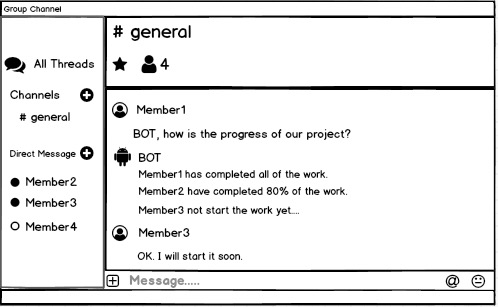 Group Channel
All Threads
Channels
# general
Direct Message
Member2
Member3
Member4
# general
4
Member1
BOT, how is the progress of our project?
BOT
Member1 has completed all of the work.
Member2 have completed 80% of the work.
Member3 not start the work yet....
Member3
OK. I will start it soon.
Message..... @